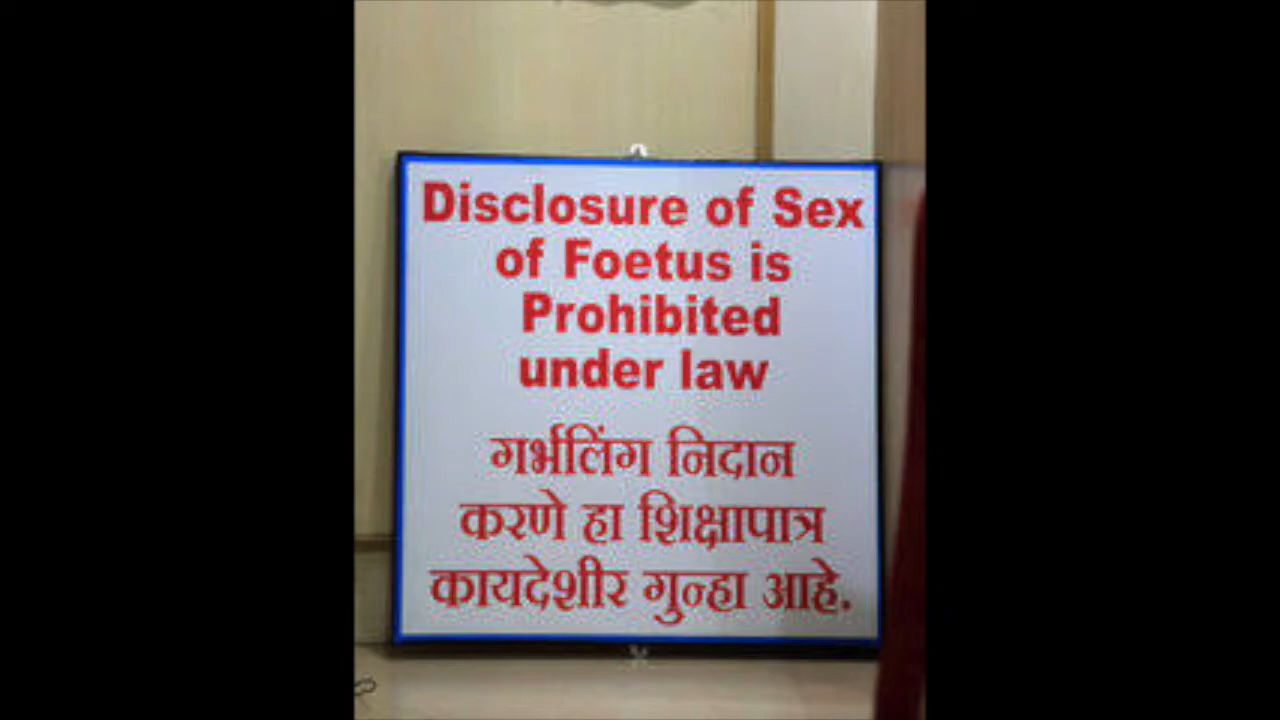 Disclosure of Sex
of Foetus is
Prohibited
under law
गर्भलिंग निदान
करणे हा शिक्षापात्र
कायदेशीर गुन्हा आहे.